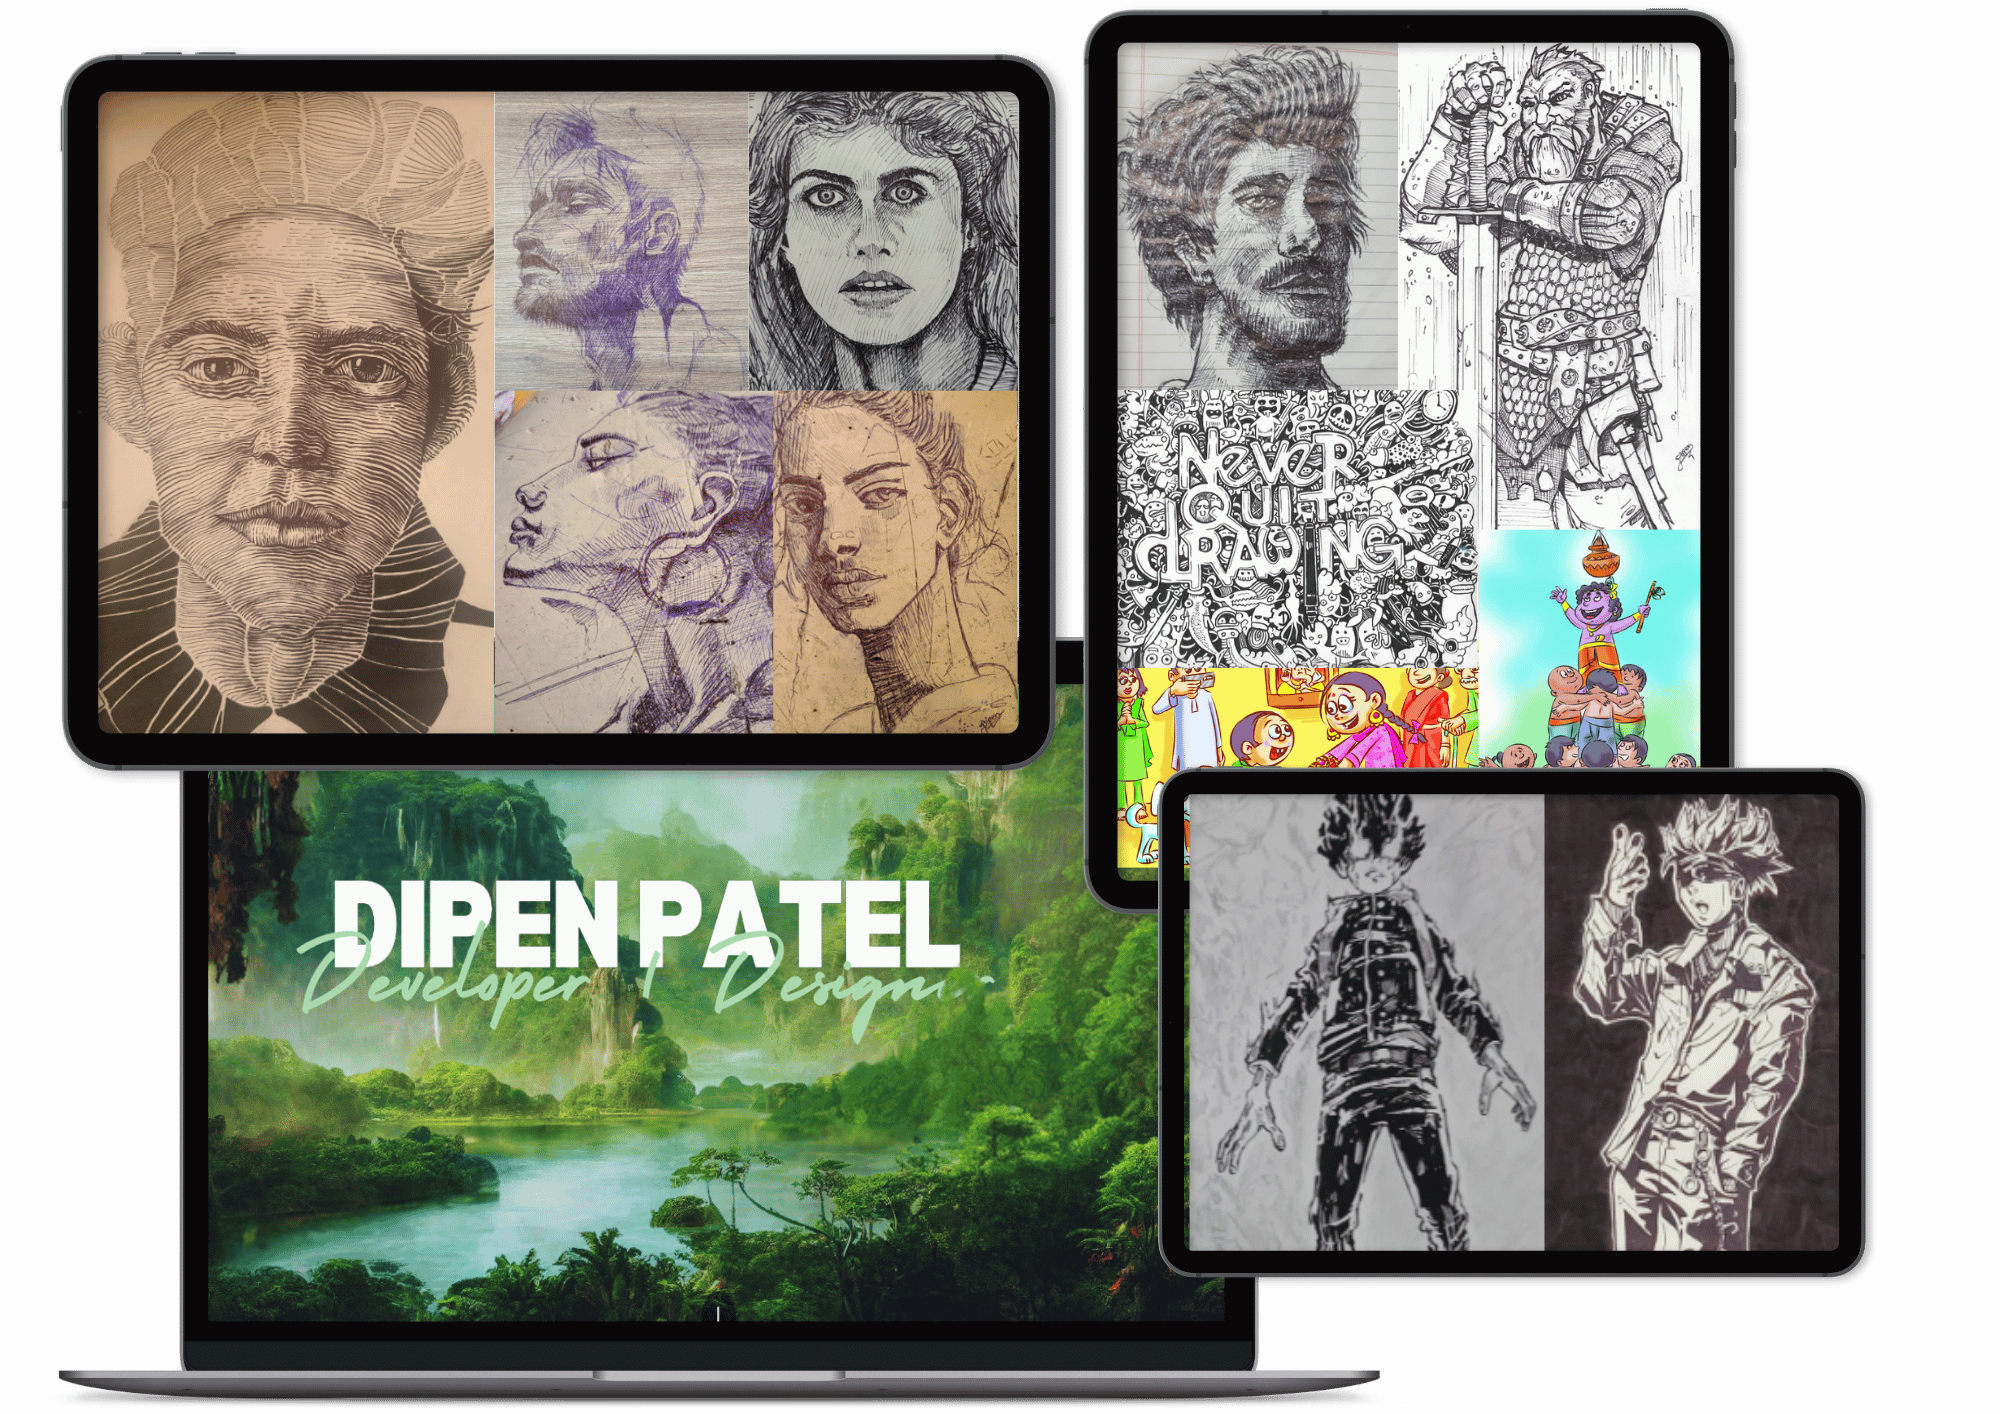 NEVER
QUIT
dRAWING
DIPEN PATEL
Developer | Design